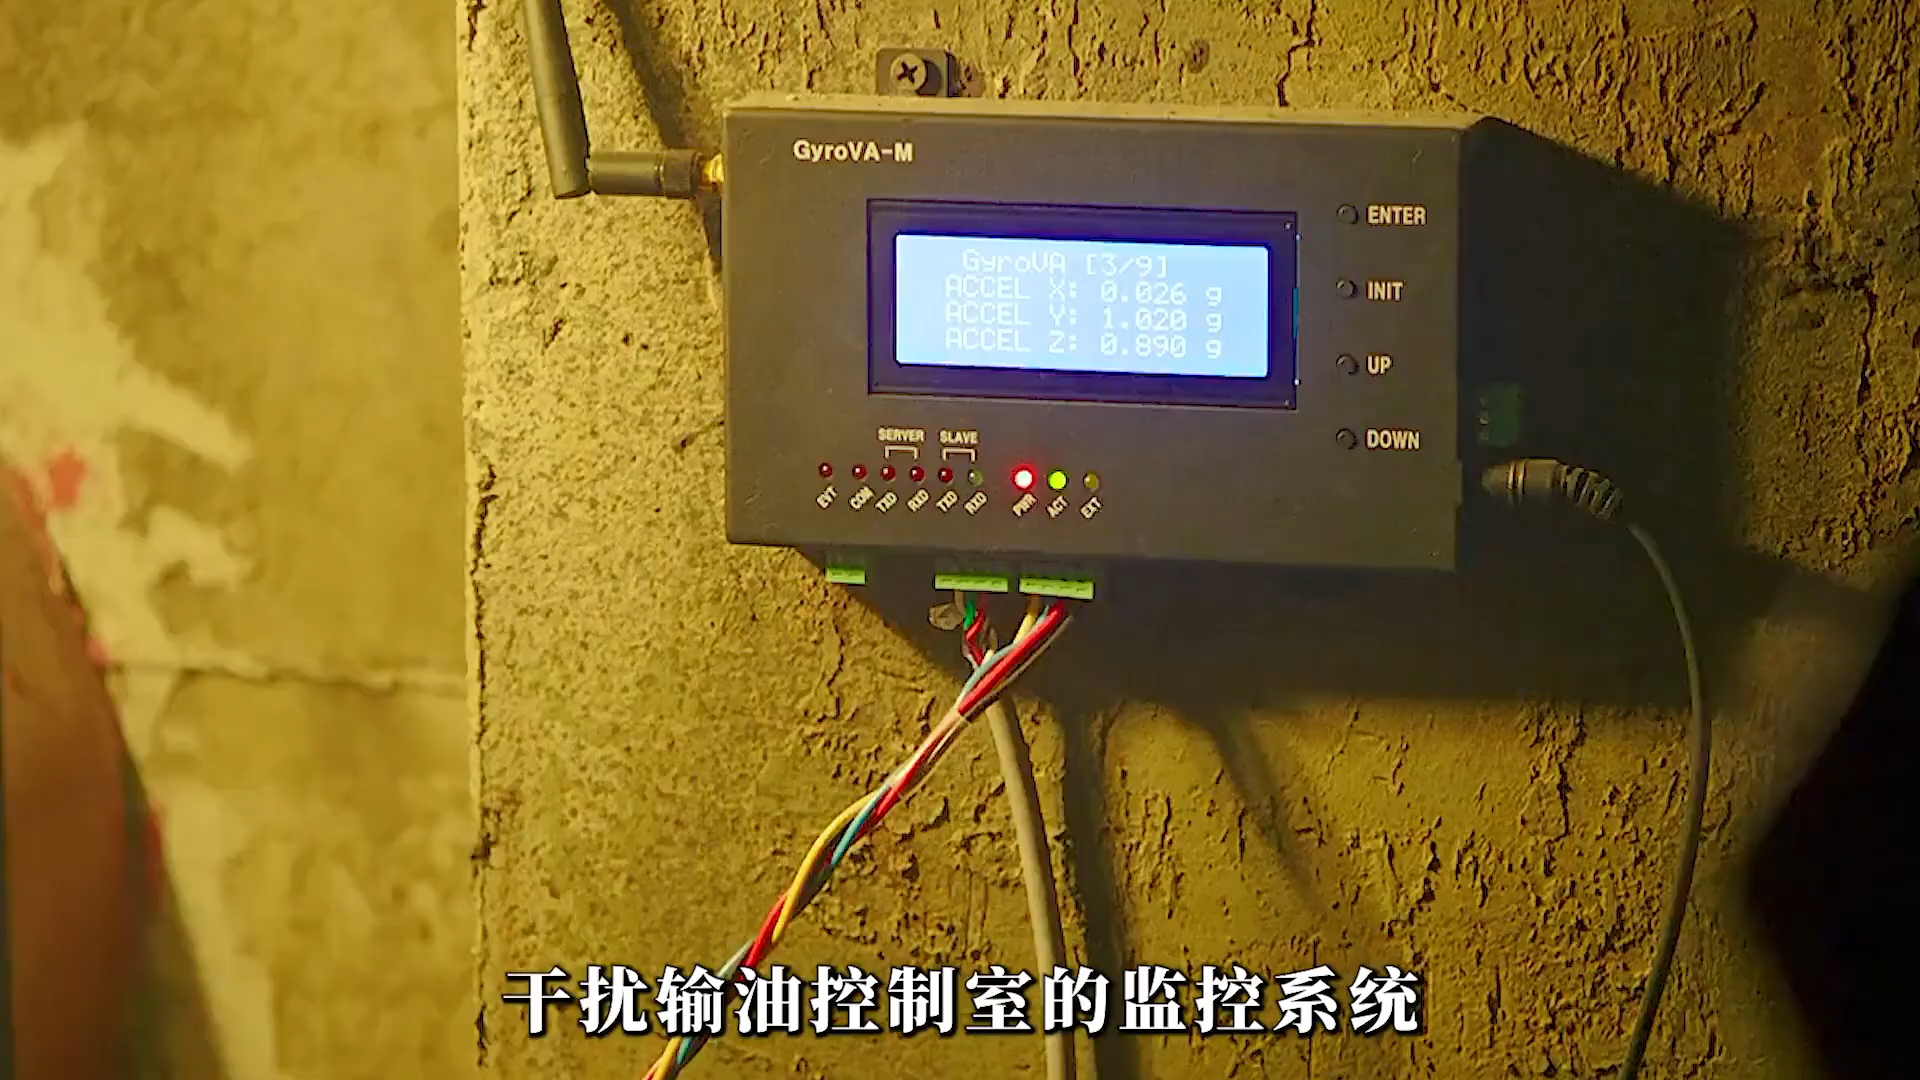 GyroVA-M
GyroVA [3/9]
ACCEL X: 0.026 g
ACCEL Y: 1.020 g
ACCEL Z: 0.890 g
ENTER
INIT
UP
DOWN
SERVER SLAVE
EVT COM TXD RXD TXD RXD PWR ACT EXT
干扰输油控制室的监控系统